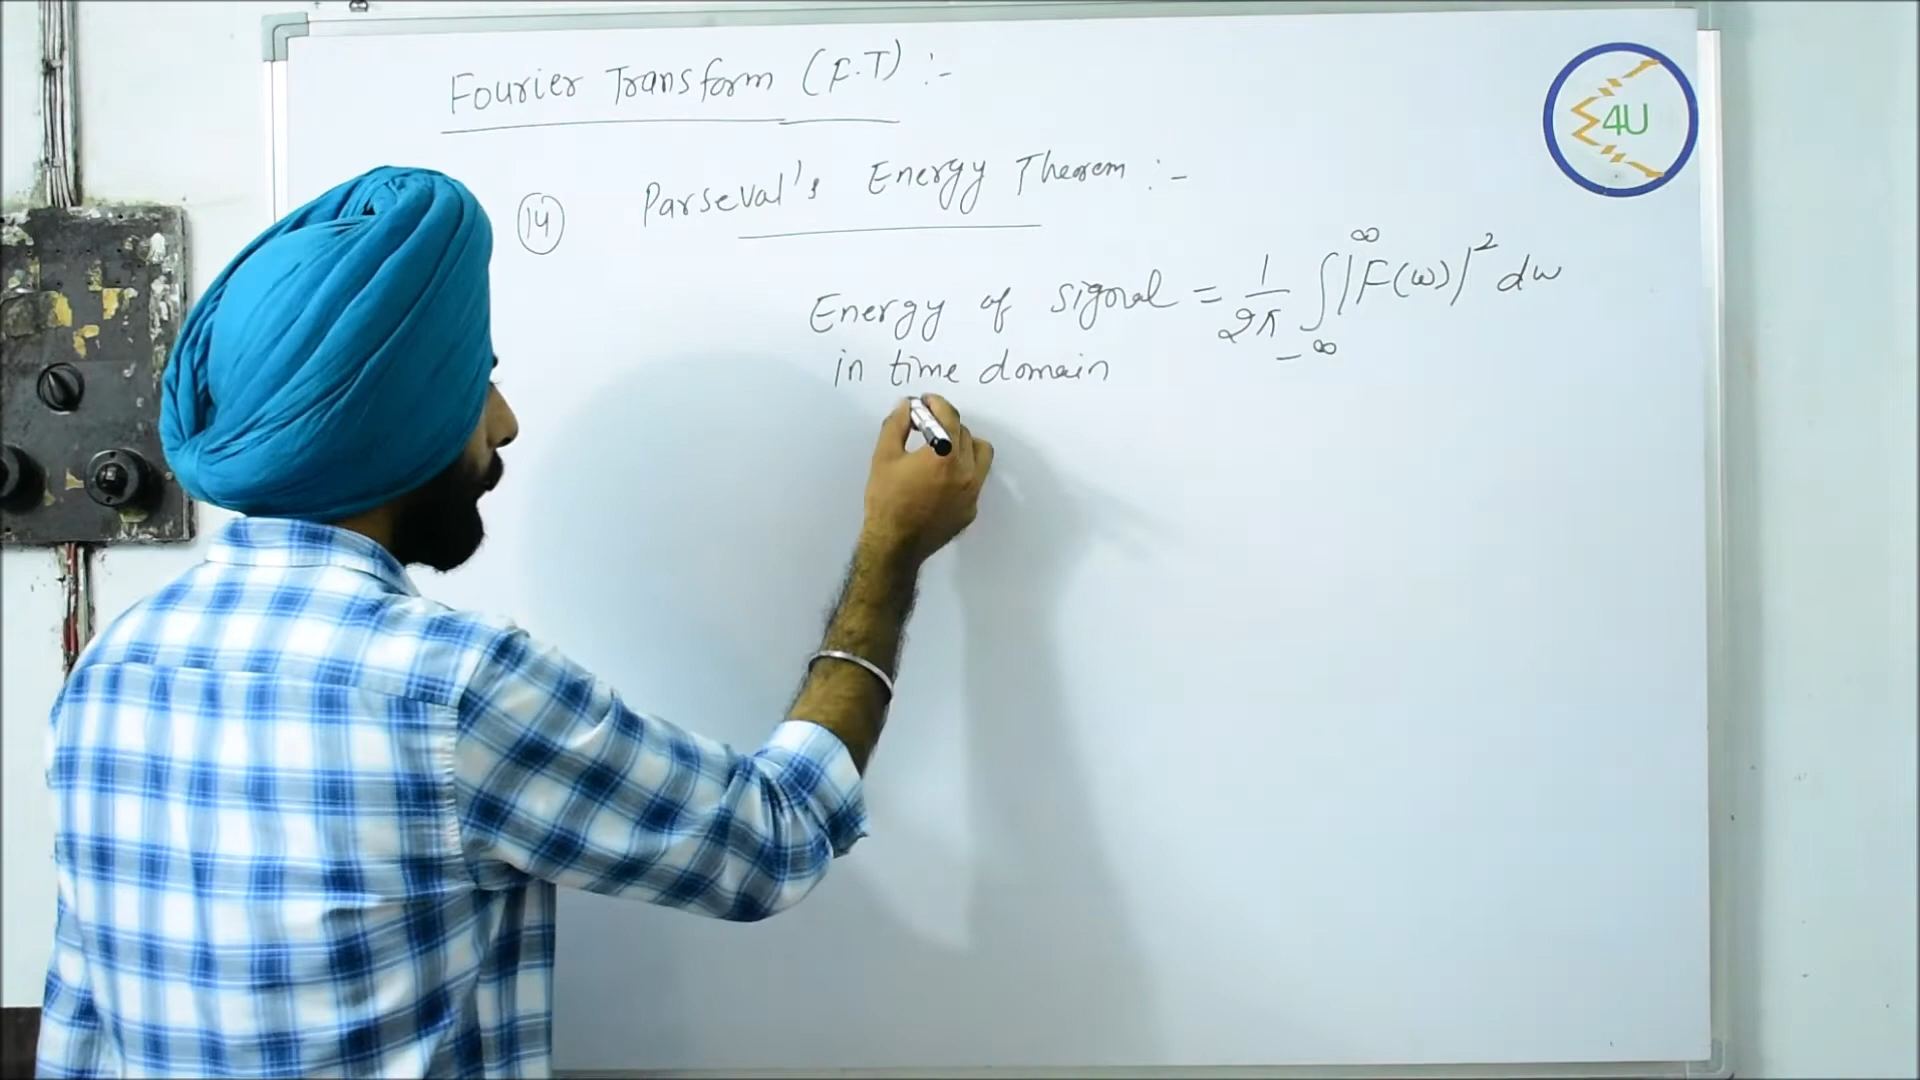 Fourier Transform (F.T) :-
14 Parseval's Energy Theorem :-
Energy of signal = 1/2π ∫_{-∞}^{∞} |F(ω)|² dω
in time domain
4U